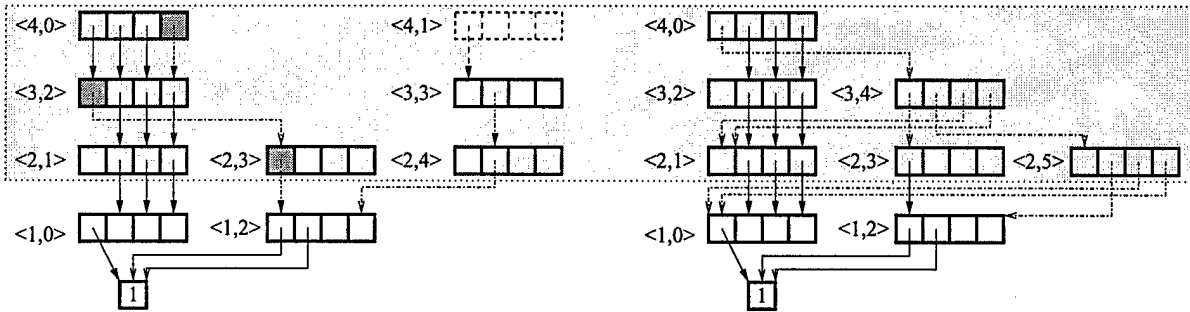 <4,0> <4,1> <4,0>
<3,2> <3,3> <3,2> <3,4>
<2,1> <2,3> <2,4> <2,1> <2,3> <2,5>
<1,0> <1,2> <1,0> <1,2>
1 1